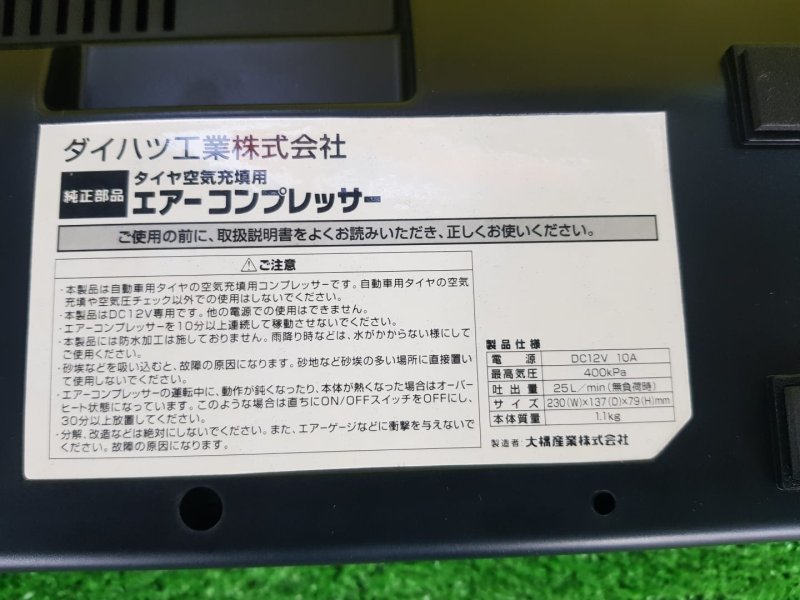 ダイハツ工業株式会社
純正部品
タイヤ空気充填用
エアーコンプレッサー
ご使用の前に、取扱説明書をよくお読みいただき、正しくお使いください。
⚠ご注意
・本製品は自動車用タイヤの空気充填用コンプレッサーです。自動車用タイヤの空気
充填や空気圧チェック以外での使用はしないでください。
・本製品はDC12V専用です。他の電源での使用はできません。
・エアーコンプレッサーを10分以上連続して稼動させないでください。
・本製品には防水加工は施しておりません。雨降り時などは、水がかからない様にして
ご使用ください。
・砂埃などを吸い込むと、故障の原因になります。砂地など砂埃の多い場所に直接置い
て使用しないでください。
・エアーコンプレッサーの運転中に、動作が鈍くなったり、本体が熱くなった場合はオーバー
ヒート状態になっています。このような場合は直ちにON/OFFスイッチをOFFにし、
30分以上放置してください。
・分解、改造などは絶対にしないでください。また、エアーゲージなどに衝撃を与えないで
ください。故障の原因になります。
製品仕様
電源 DC12V 10A
最高気圧 400kPa
吐出量 25L/min(無負荷時)
サイズ 230(W)×137(D)×79(H)mm
本体質量 1.1kg
製造者:大橋産業株式会社